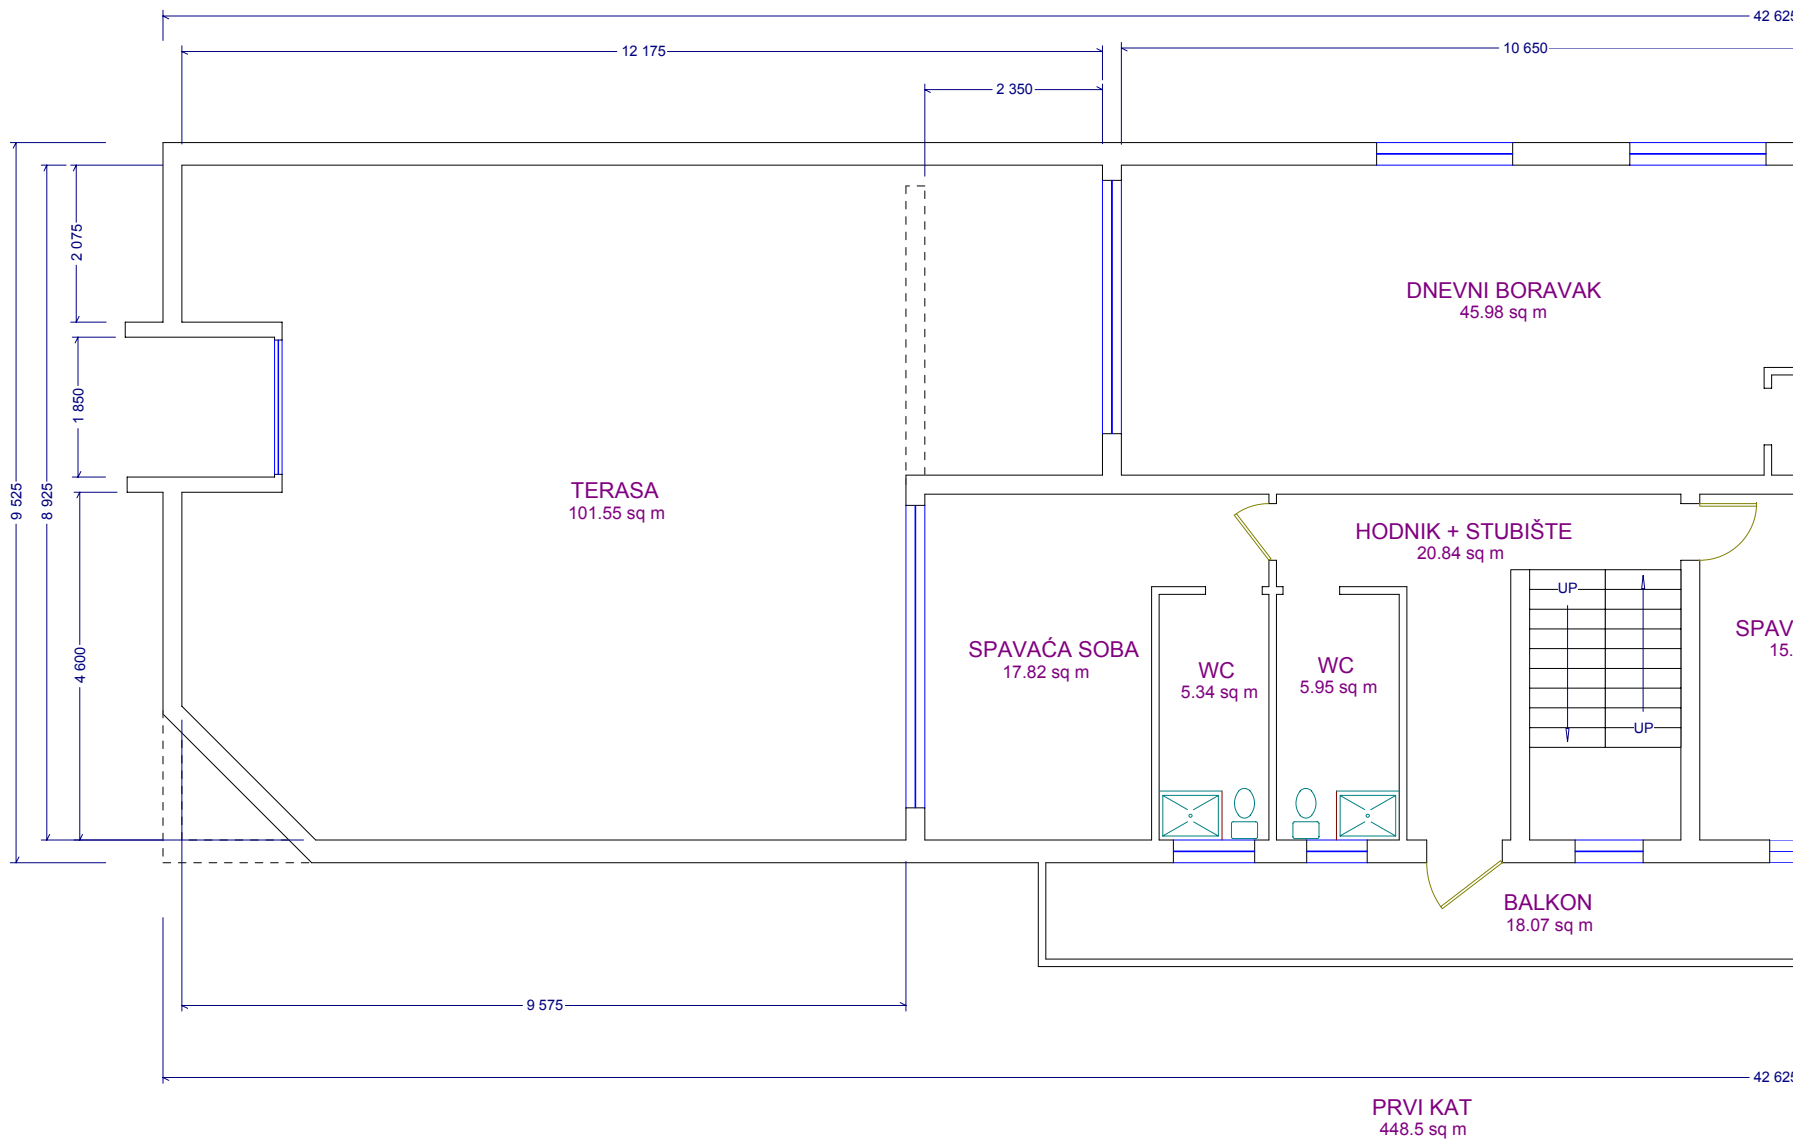 42 625
12 175
10 650
2 350
9 525
8 925
2 075
1 850
4 600
DNEVNI BORAVAK
45.98 sq m
TERASA
101.55 sq m
HODNIK + STUBIŠTE
20.84 sq m
UP
UP
SPAVAĆA SOBA
17.82 sq m
WC
5.34 sq m
WC
5.95 sq m
SPAV
15.
BALKON
18.07 sq m
9 575
42 625
PRVI KAT
448.5 sq m